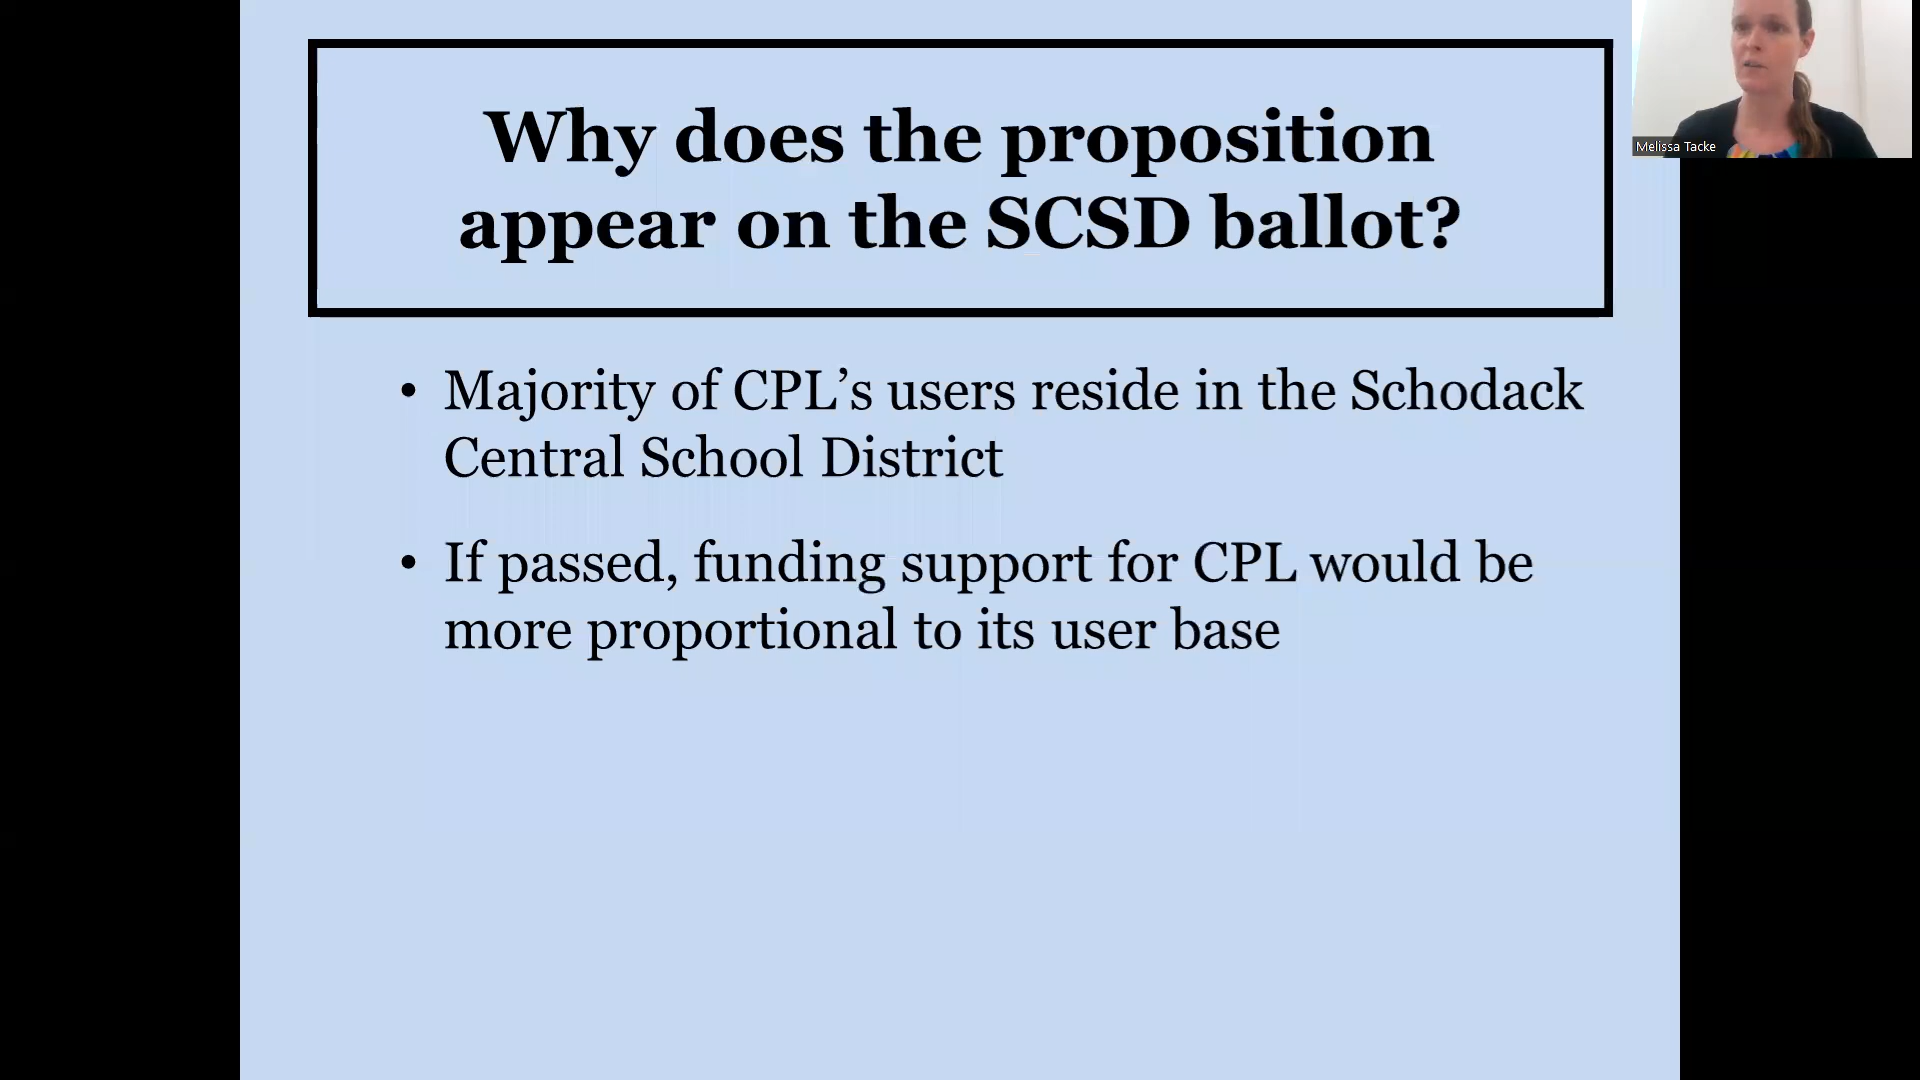 Why does the proposition
appear on the SCSD ballot?
• Majority of CPL’s users reside in the Schodack
Central School District
• If passed, funding support for CPL would be
more proportional to its user base
Melissa Tacke